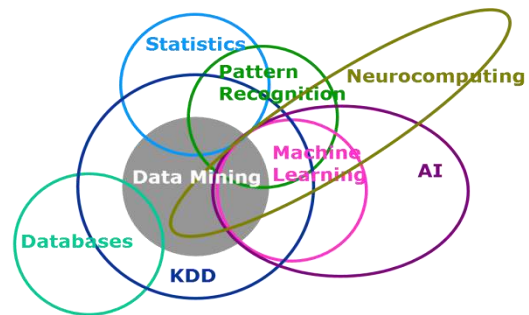 Statistics
Pattern
Recognition
Neurocomputing
Machine
Learning
AI
Data Mining
Databases
KDD